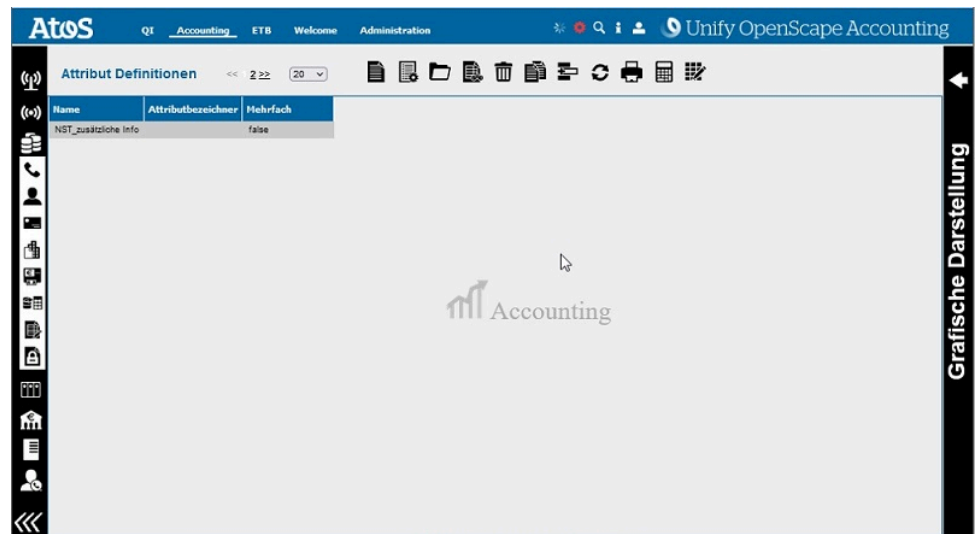 Atos QI Accounting ETB Welcome Administration Unify OpenScape Accounting
Attribut Definitionen << 2 >> 20
Name Attributbezeichner Mehrfach
NST_zusätzliche Info false
Accounting
Grafische Darstellung